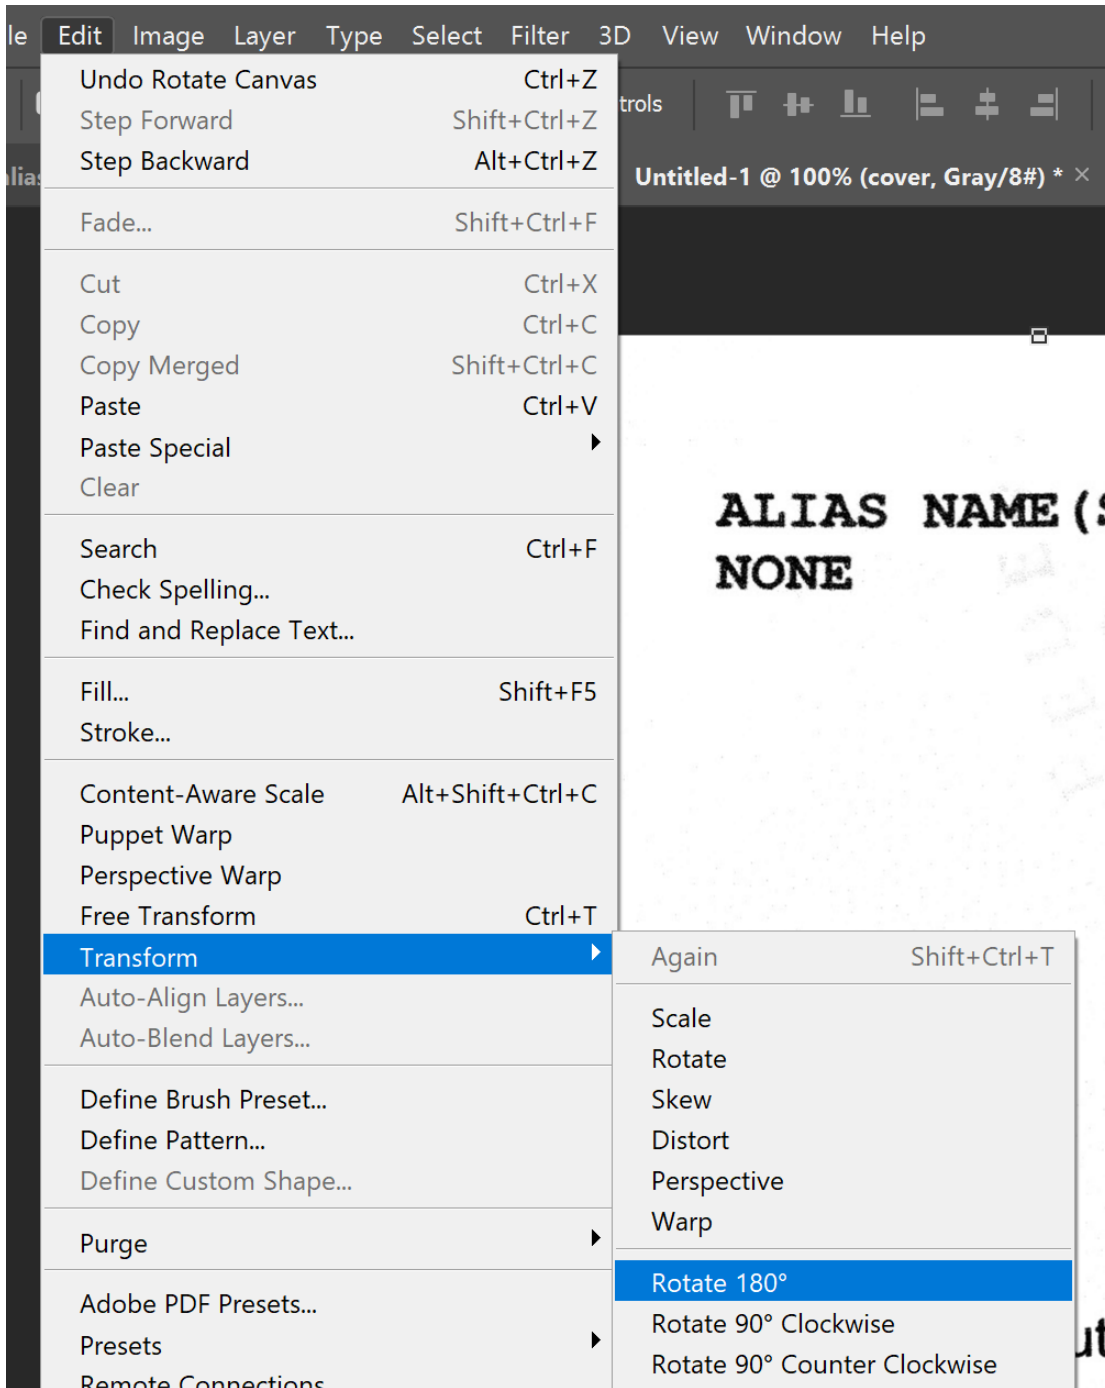 le Edit Image Layer Type Select Filter 3D View Window Help
trols
Untitled-1 @ 100% (cover, Gray/8#) * ×
Undo Rotate Canvas Ctrl+Z
Step Forward Shift+Ctrl+Z
Step Backward Alt+Ctrl+Z
Fade... Shift+Ctrl+F
Cut Ctrl+X
Copy Ctrl+C
Copy Merged Shift+Ctrl+C
Paste Ctrl+V
Paste Special
Clear
Search Ctrl+F
Check Spelling...
Find and Replace Text...
Fill... Shift+F5
Stroke...
Content-Aware Scale Alt+Shift+Ctrl+C
Puppet Warp
Perspective Warp
Free Transform Ctrl+T
Transform
Auto-Align Layers...
Auto-Blend Layers...
Define Brush Preset...
Define Pattern...
Define Custom Shape...
Purge
Adobe PDF Presets...
Presets
Remote Connections
Again Shift+Ctrl+T
Scale
Rotate
Skew
Distort
Perspective
Warp
Rotate 180°
Rotate 90° Clockwise
Rotate 90° Counter Clockwise
ALIAS NAME(S
NONE